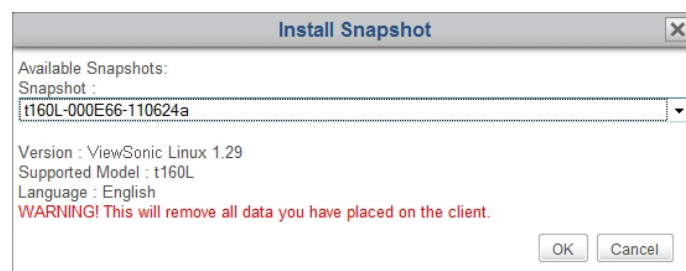 Install Snapshot
Available Snapshots:
Snapshot :
t160L-000E66-110624a
Version : ViewSonic Linux 1.29
Supported Model : t160L
Language : English
WARNING! This will remove all data you have placed on the client.
OK Cancel